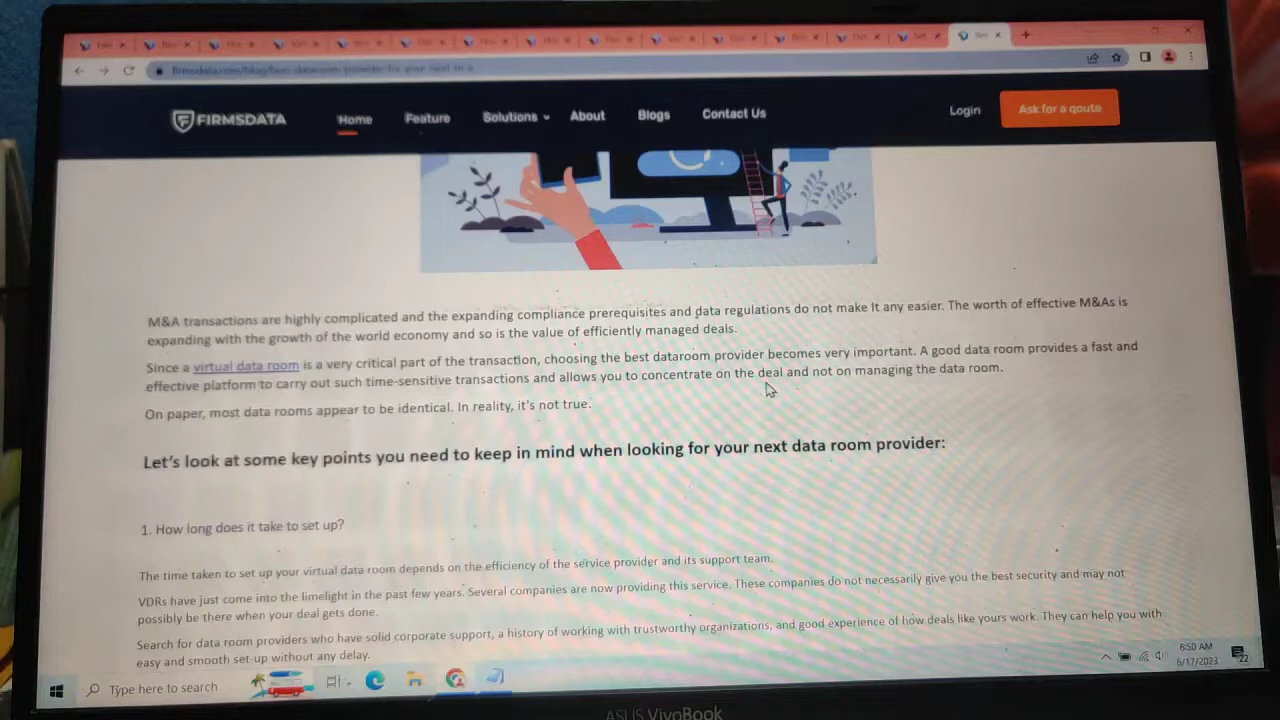 FIRMSDATA
Home
Feature
Solutions
About
Blogs
Contact Us
Login
Ask for a qoute
M&A transactions are highly complicated and the expanding compliance prerequisites and data regulations do not make It any easier. The worth of effective M&As is
expanding with the growth of the world economy and so is the value of efficiently managed deals.
Since a virtual data room is a very critical part of the transaction, choosing the best dataroom provider becomes very important. A good data room provides a fast and
effective platform to carry out such time-sensitive transactions and allows you to concentrate on the deal and not on managing the data room.
On paper, most data rooms appear to be identical. In reality, it's not true.
Let's look at some key points you need to keep in mind when looking for your next data room provider:
1. How long does it take to set up?
The time taken to set up your virtual data room depends on the efficiency of the service provider and its support team.
VDRs have just come into the limelight in the past few years. Several companies are now providing this service. These companies do not necessarily give you the best security and may not
possibly be there when your deal gets done.
Search for data room providers who have solid corporate support, a history of working with trustworthy organizations, and good experience of how deals like yours work. They can help you with
easy and smooth set-up without any delay.
Type here to search
6:50 AM
6/17/2023
22
ASUS VivoBook